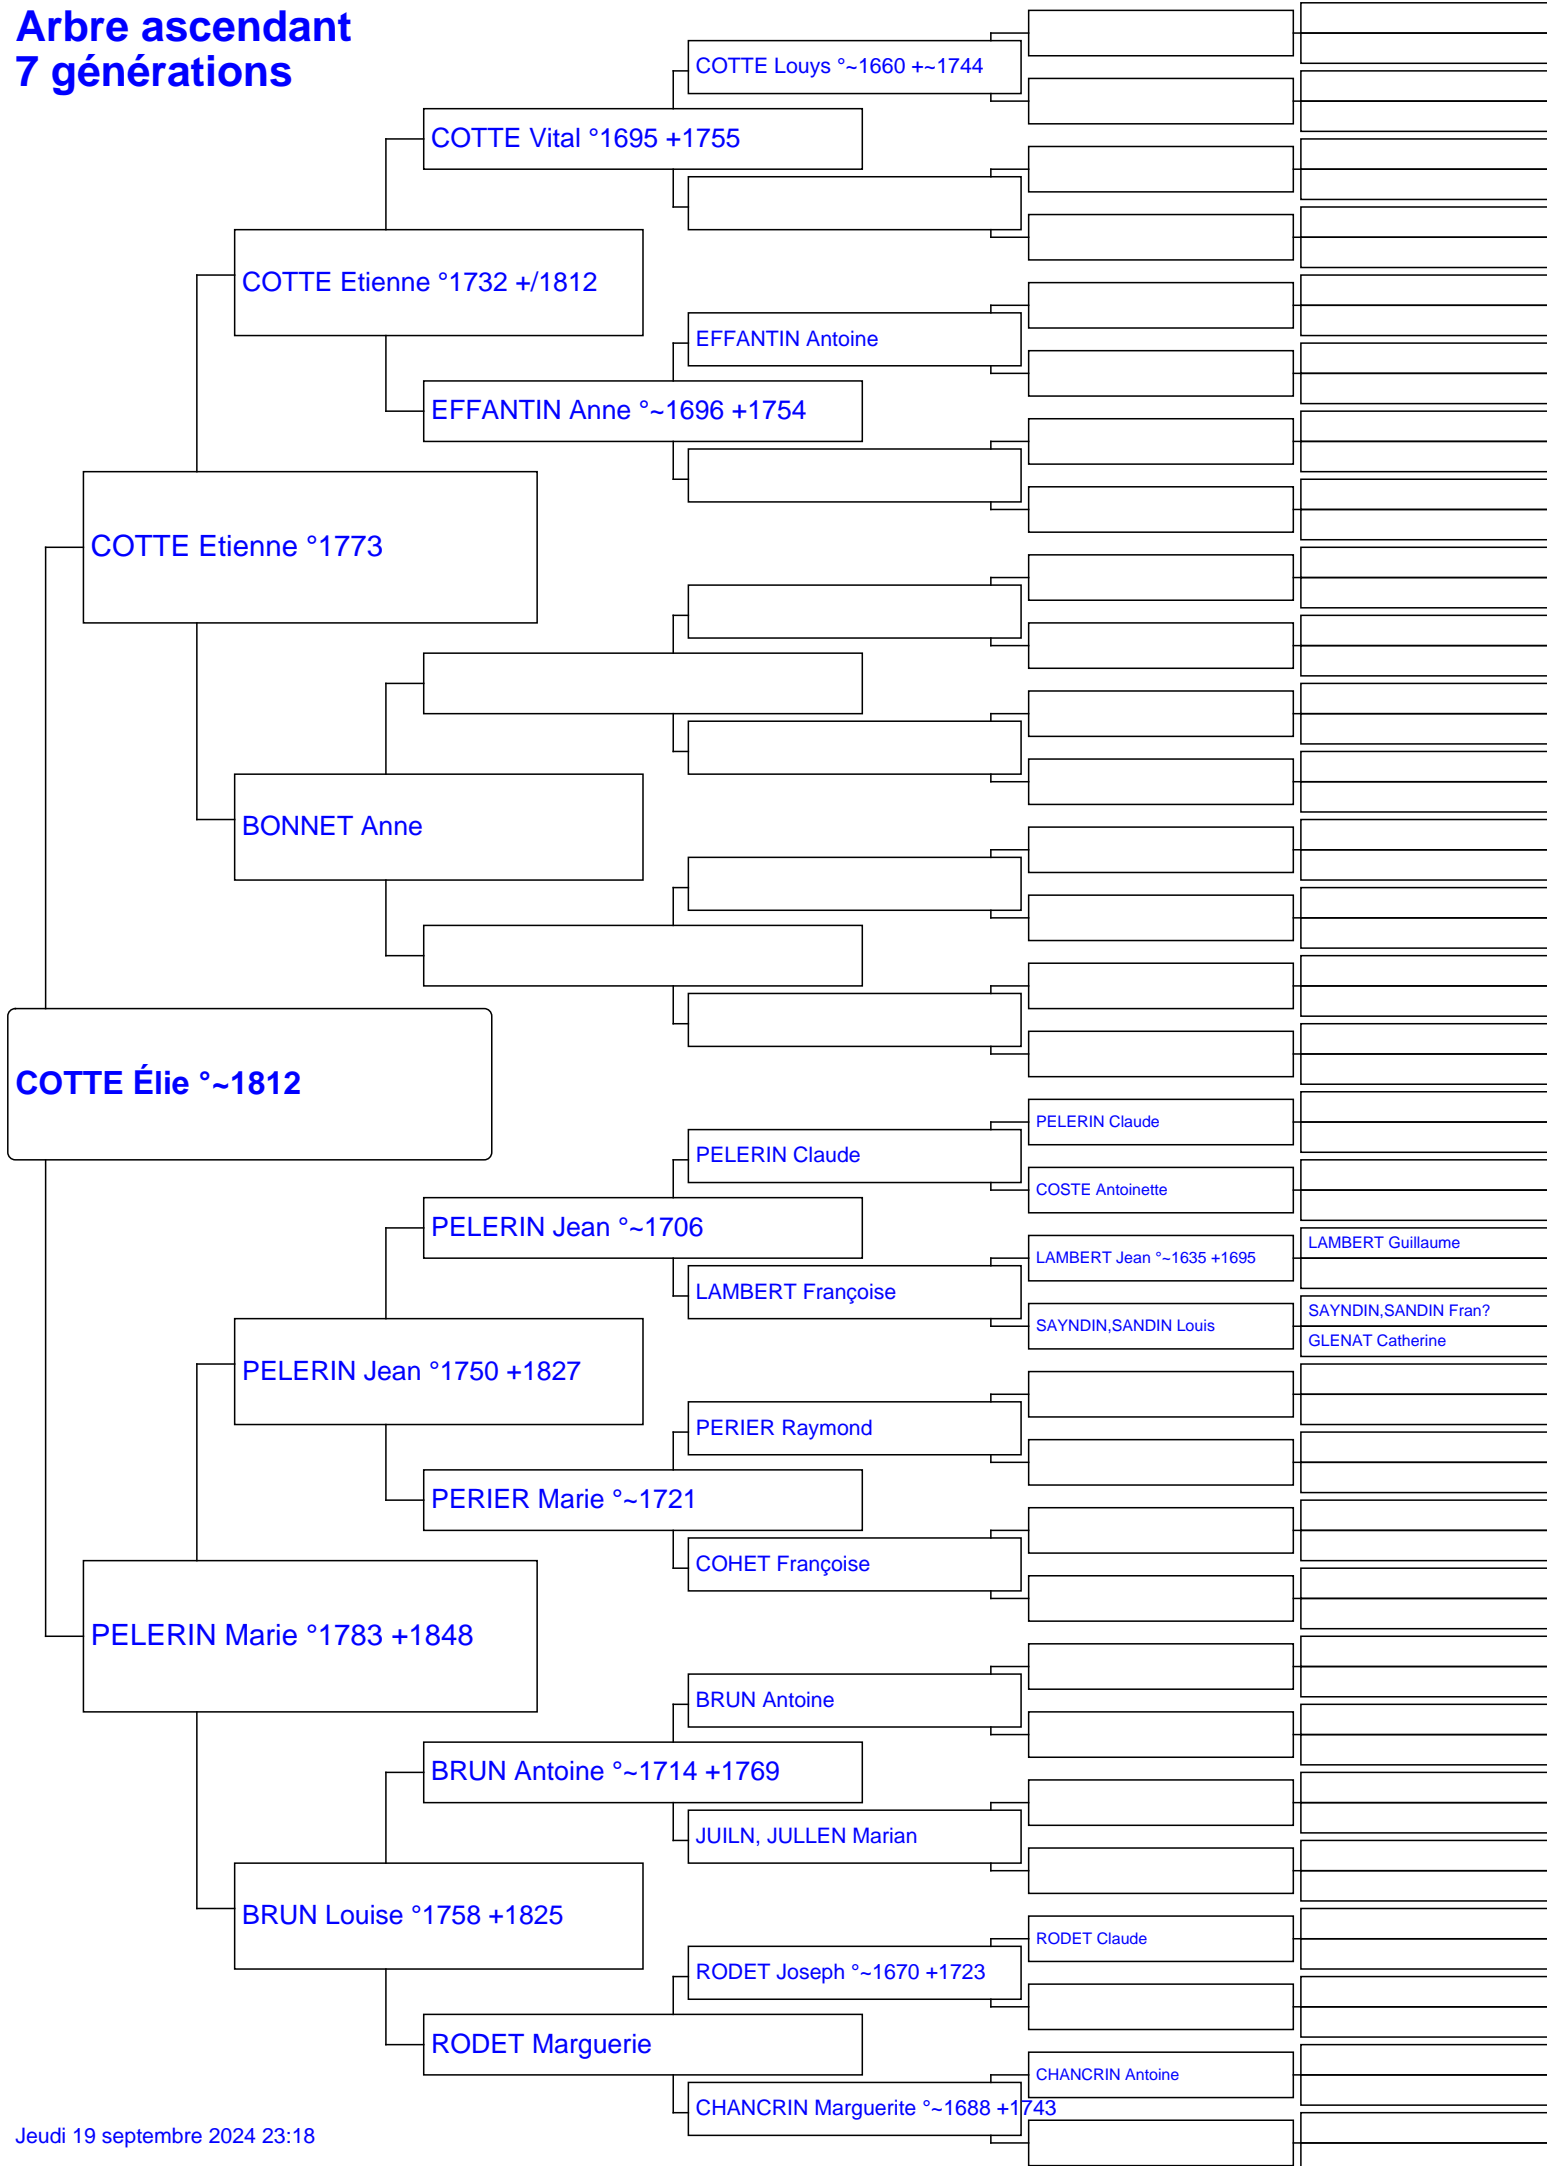 Arbre ascendant
7 générations
COTTE Louys °~1660 +~1744
COTTE Vital °1695 +1755
COTTE Etienne °1732 +/1812
EFFANTIN Antoine
EFFANTIN Anne °~1696 +1754
COTTE Etienne °1773
BONNET Anne
COTTE Élie °~1812
PELERIN Claude
PELERIN Claude
COSTE Antoinette
PELERIN Jean °~1706
LAMBERT Guillaume
LAMBERT Jean °~1635 +1695
LAMBERT Françoise
SAYNDIN,SANDIN Fran?
SAYNDIN,SANDIN Louis
GLENAT Catherine
PELERIN Jean °1750 +1827
PERIER Raymond
PERIER Marie °~1721
COHET Françoise
PELERIN Marie °1783 +1848
BRUN Antoine
BRUN Antoine °~1714 +1769
JUILN, JULLEN Marian
BRUN Louise °1758 +1825
RODET Claude
RODET Joseph °~1670 +1723
RODET Marguerie
CHANCRIN Antoine
CHANCRIN Marguerite °~1688 +1743
Jeudi 19 septembre 2024 23:18